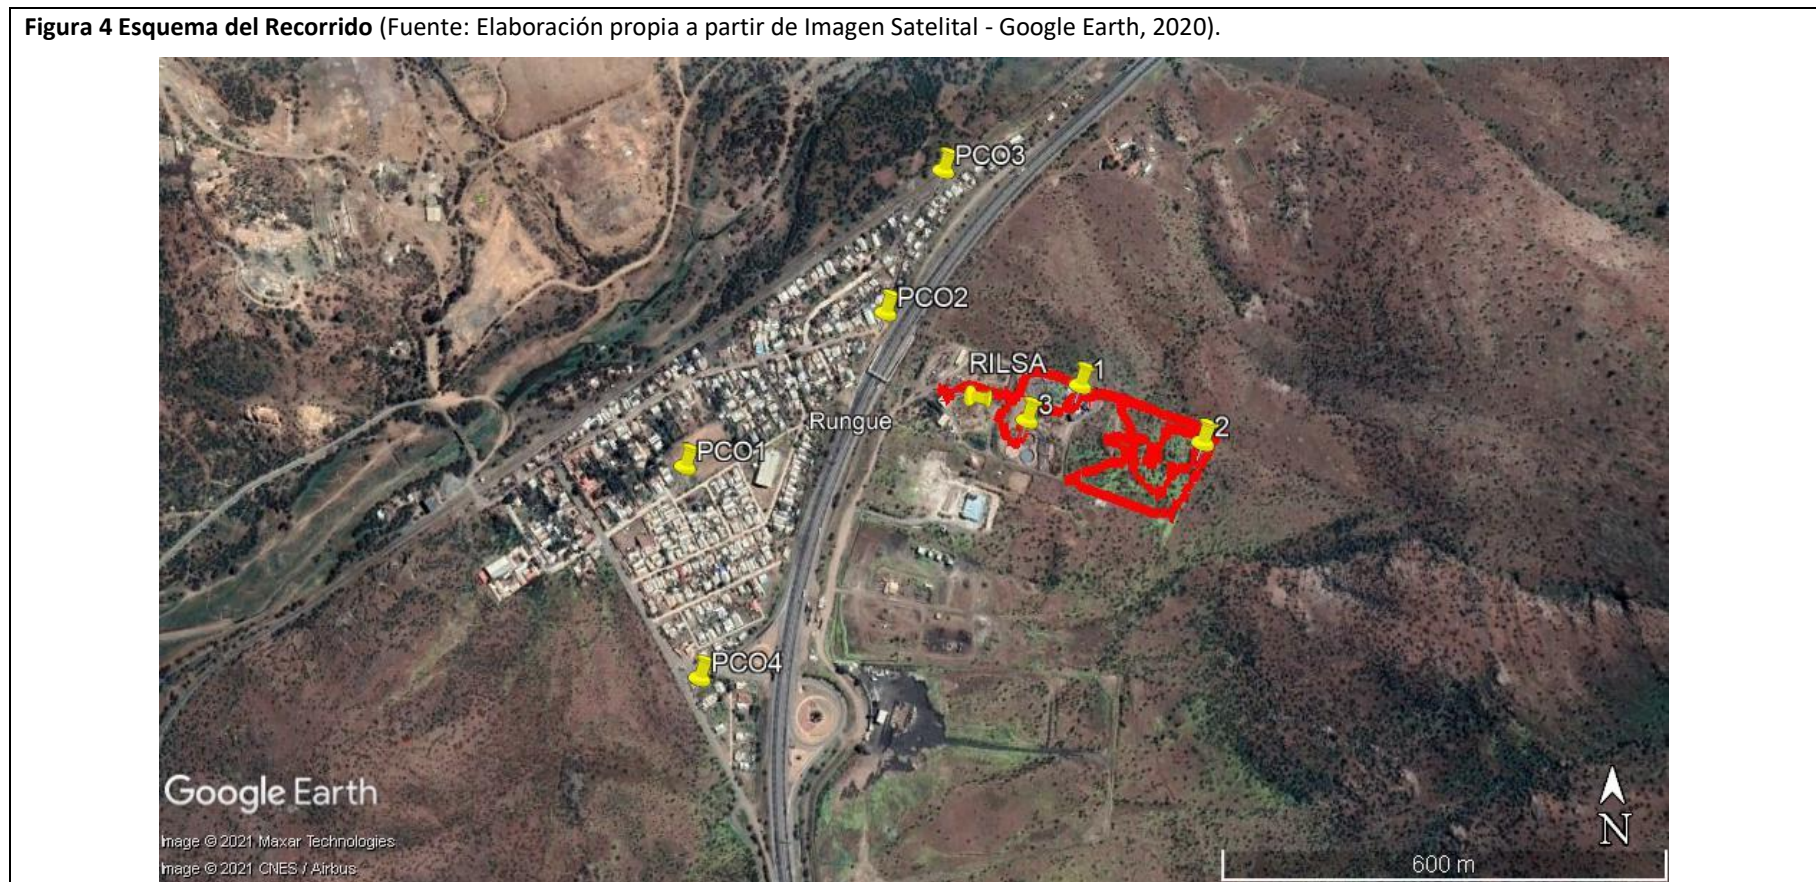 Figura 4 Esquema del Recorrido (Fuente: Elaboración propia a partir de Imagen Satelital - Google Earth, 2020).
PCO3
PCO2
RILSA
1
3
2
Rungue
PCO1
PCO4
Google Earth
Image © 2021 Maxar Technologies
Image © 2021 CNES / Airbus
N
600 m